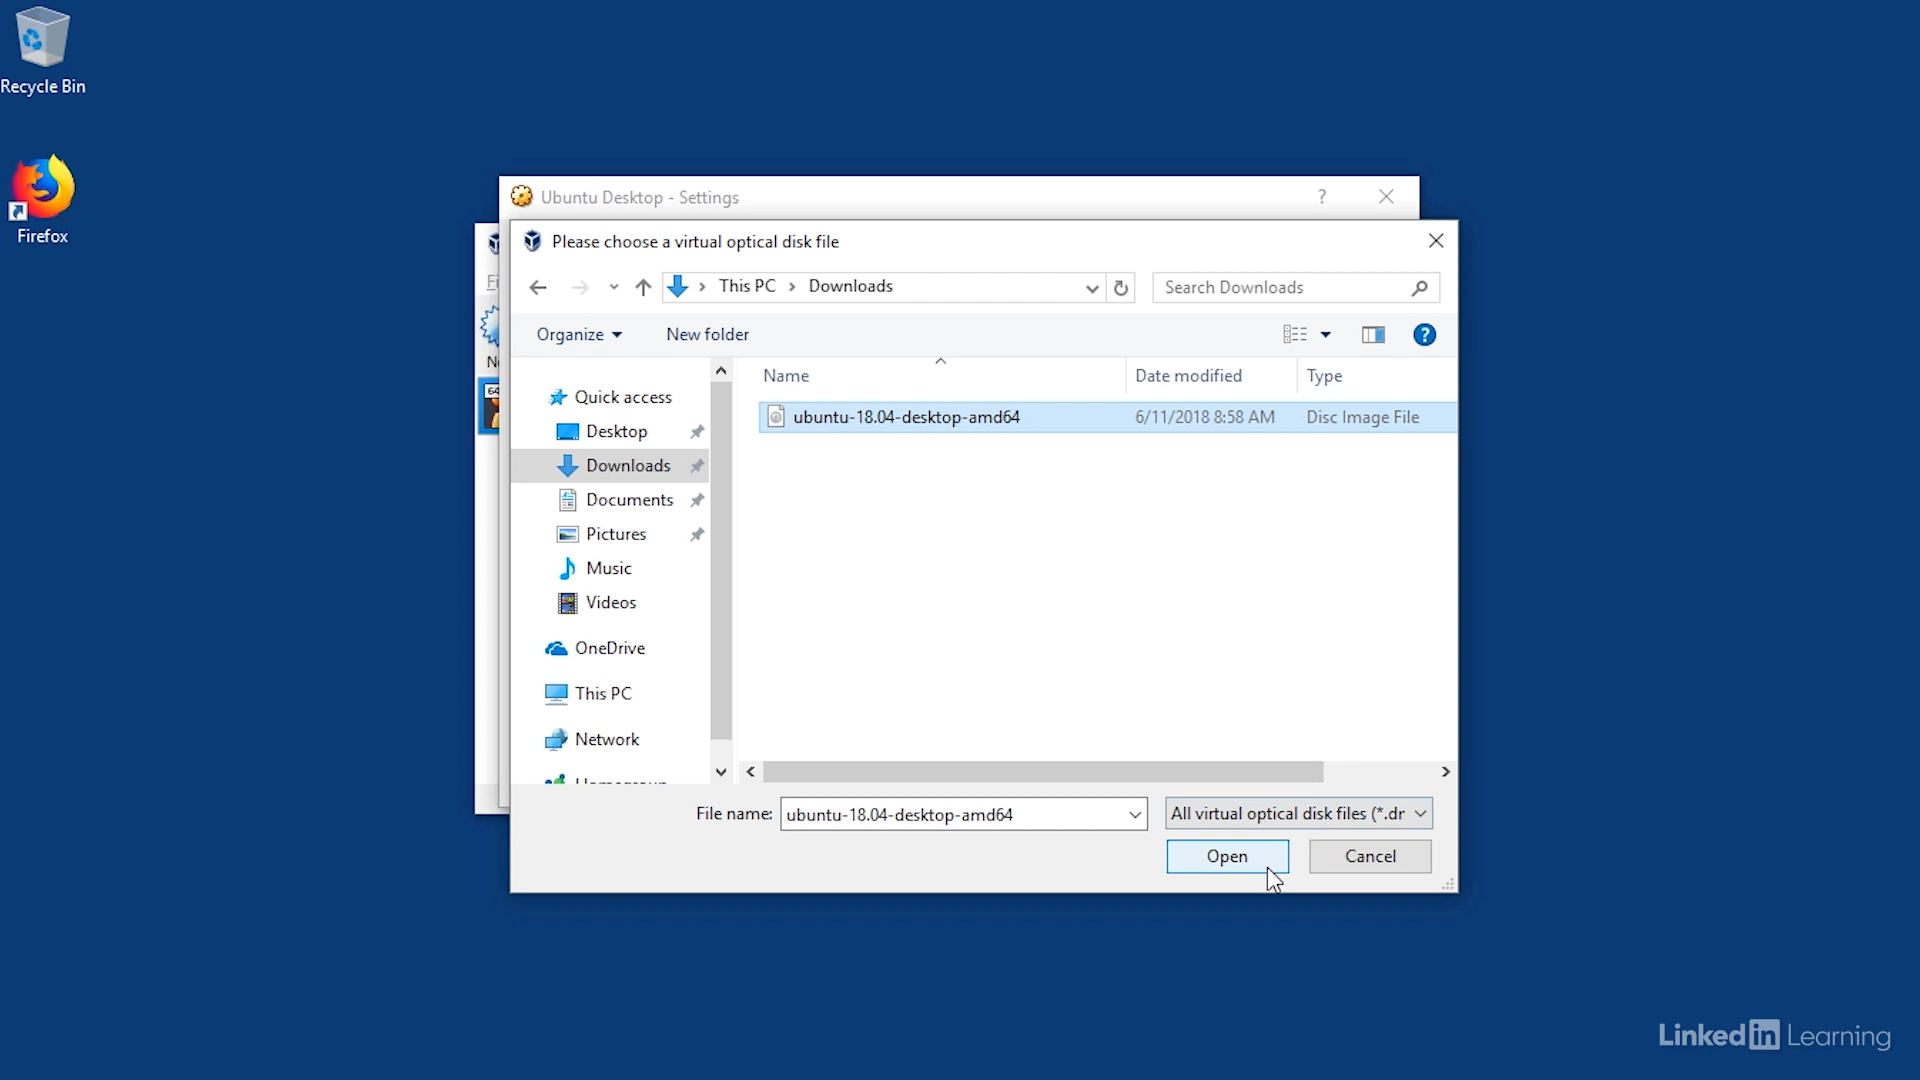 Recycle Bin
Firefox
Ubuntu Desktop - Settings
Please choose a virtual optical disk file
This PC
Downloads
Search Downloads
Organize
New folder
Name
Date modified
Type
ubuntu-18.04-desktop-amd64
6/11/2018 8:58 AM
Disc Image File
Quick access
Desktop
Downloads
Documents
Pictures
Music
Videos
OneDrive
This PC
Network
File name:
ubuntu-18.04-desktop-amd64
All virtual optical disk files (*.dr
Open
Cancel
LinkedIn Learning